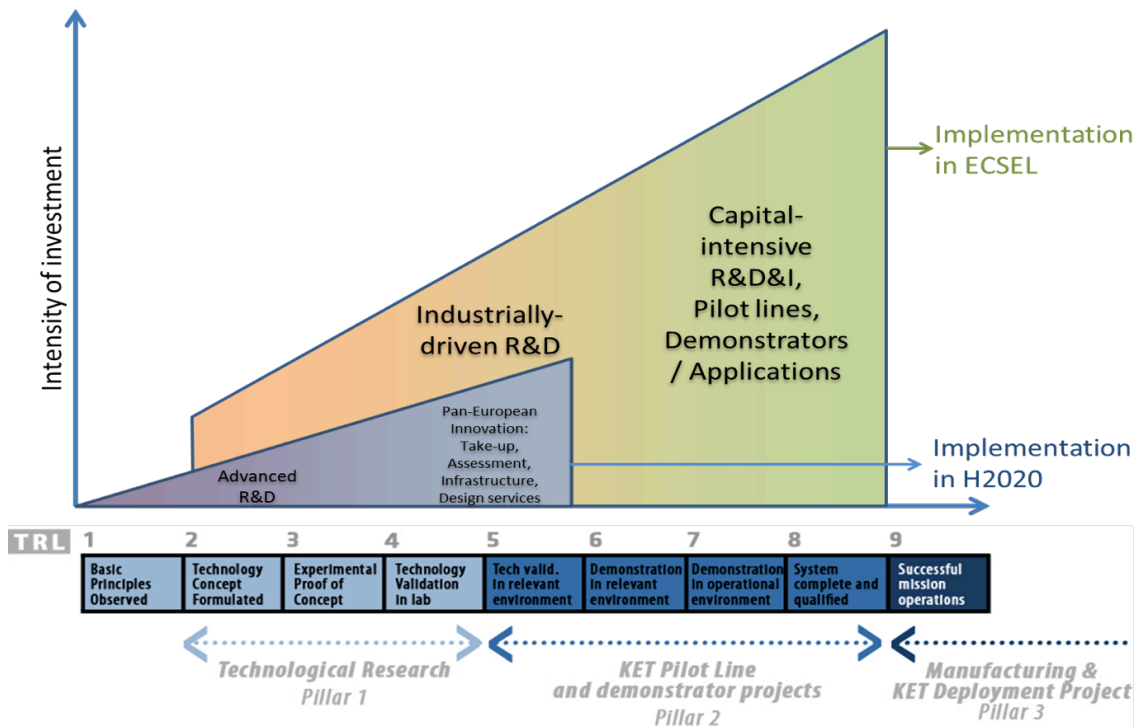 Intensity of investment
Implementation
in ECSEL
Capital-
intensive
R&D&I,
Pilot lines,
Demonstrators
/ Applications
Industrially-
driven R&D
Pan-European
Innovation:
Take-up,
Assessment,
Infrastructure,
Design services
Advanced
R&D
Implementation
in H2020
TRL 1 2 3 4 5 6 7 8 9
Basic
Principles
Observed
Technology
Concept
Formulated
Experimental
Proof of
Concept
Technology
Validation
In lab
Tech valid.
In relevant
environment
Demonstration
In relevant
environment
Demonstration
In operational
environment
System
complete and
qualified
Successful
mission
operations
Technological Research
Pillar 1
KET Pilot Line
and demonstrator projects
Pillar 2
Manufacturing &
KET Deployment Project
Pillar 3